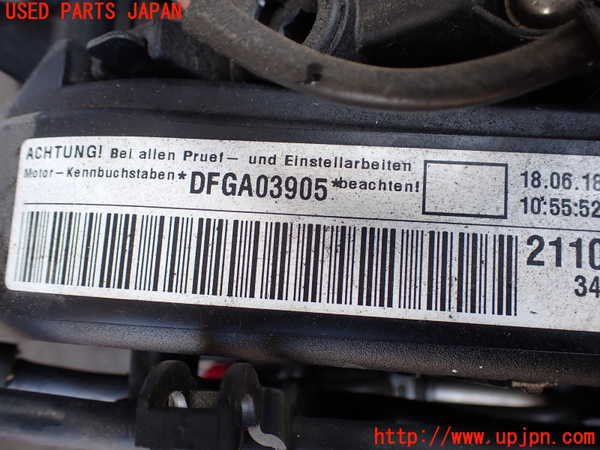 USED PARTS JAPAN
ACHTUNG! Bei allen Pruef- und Einstellarbeiten
Motor-Kennbuchstaben *DFGA03905* beachten!
18.06.18
10:55:52
2110
34
http://www.upjpn.com/